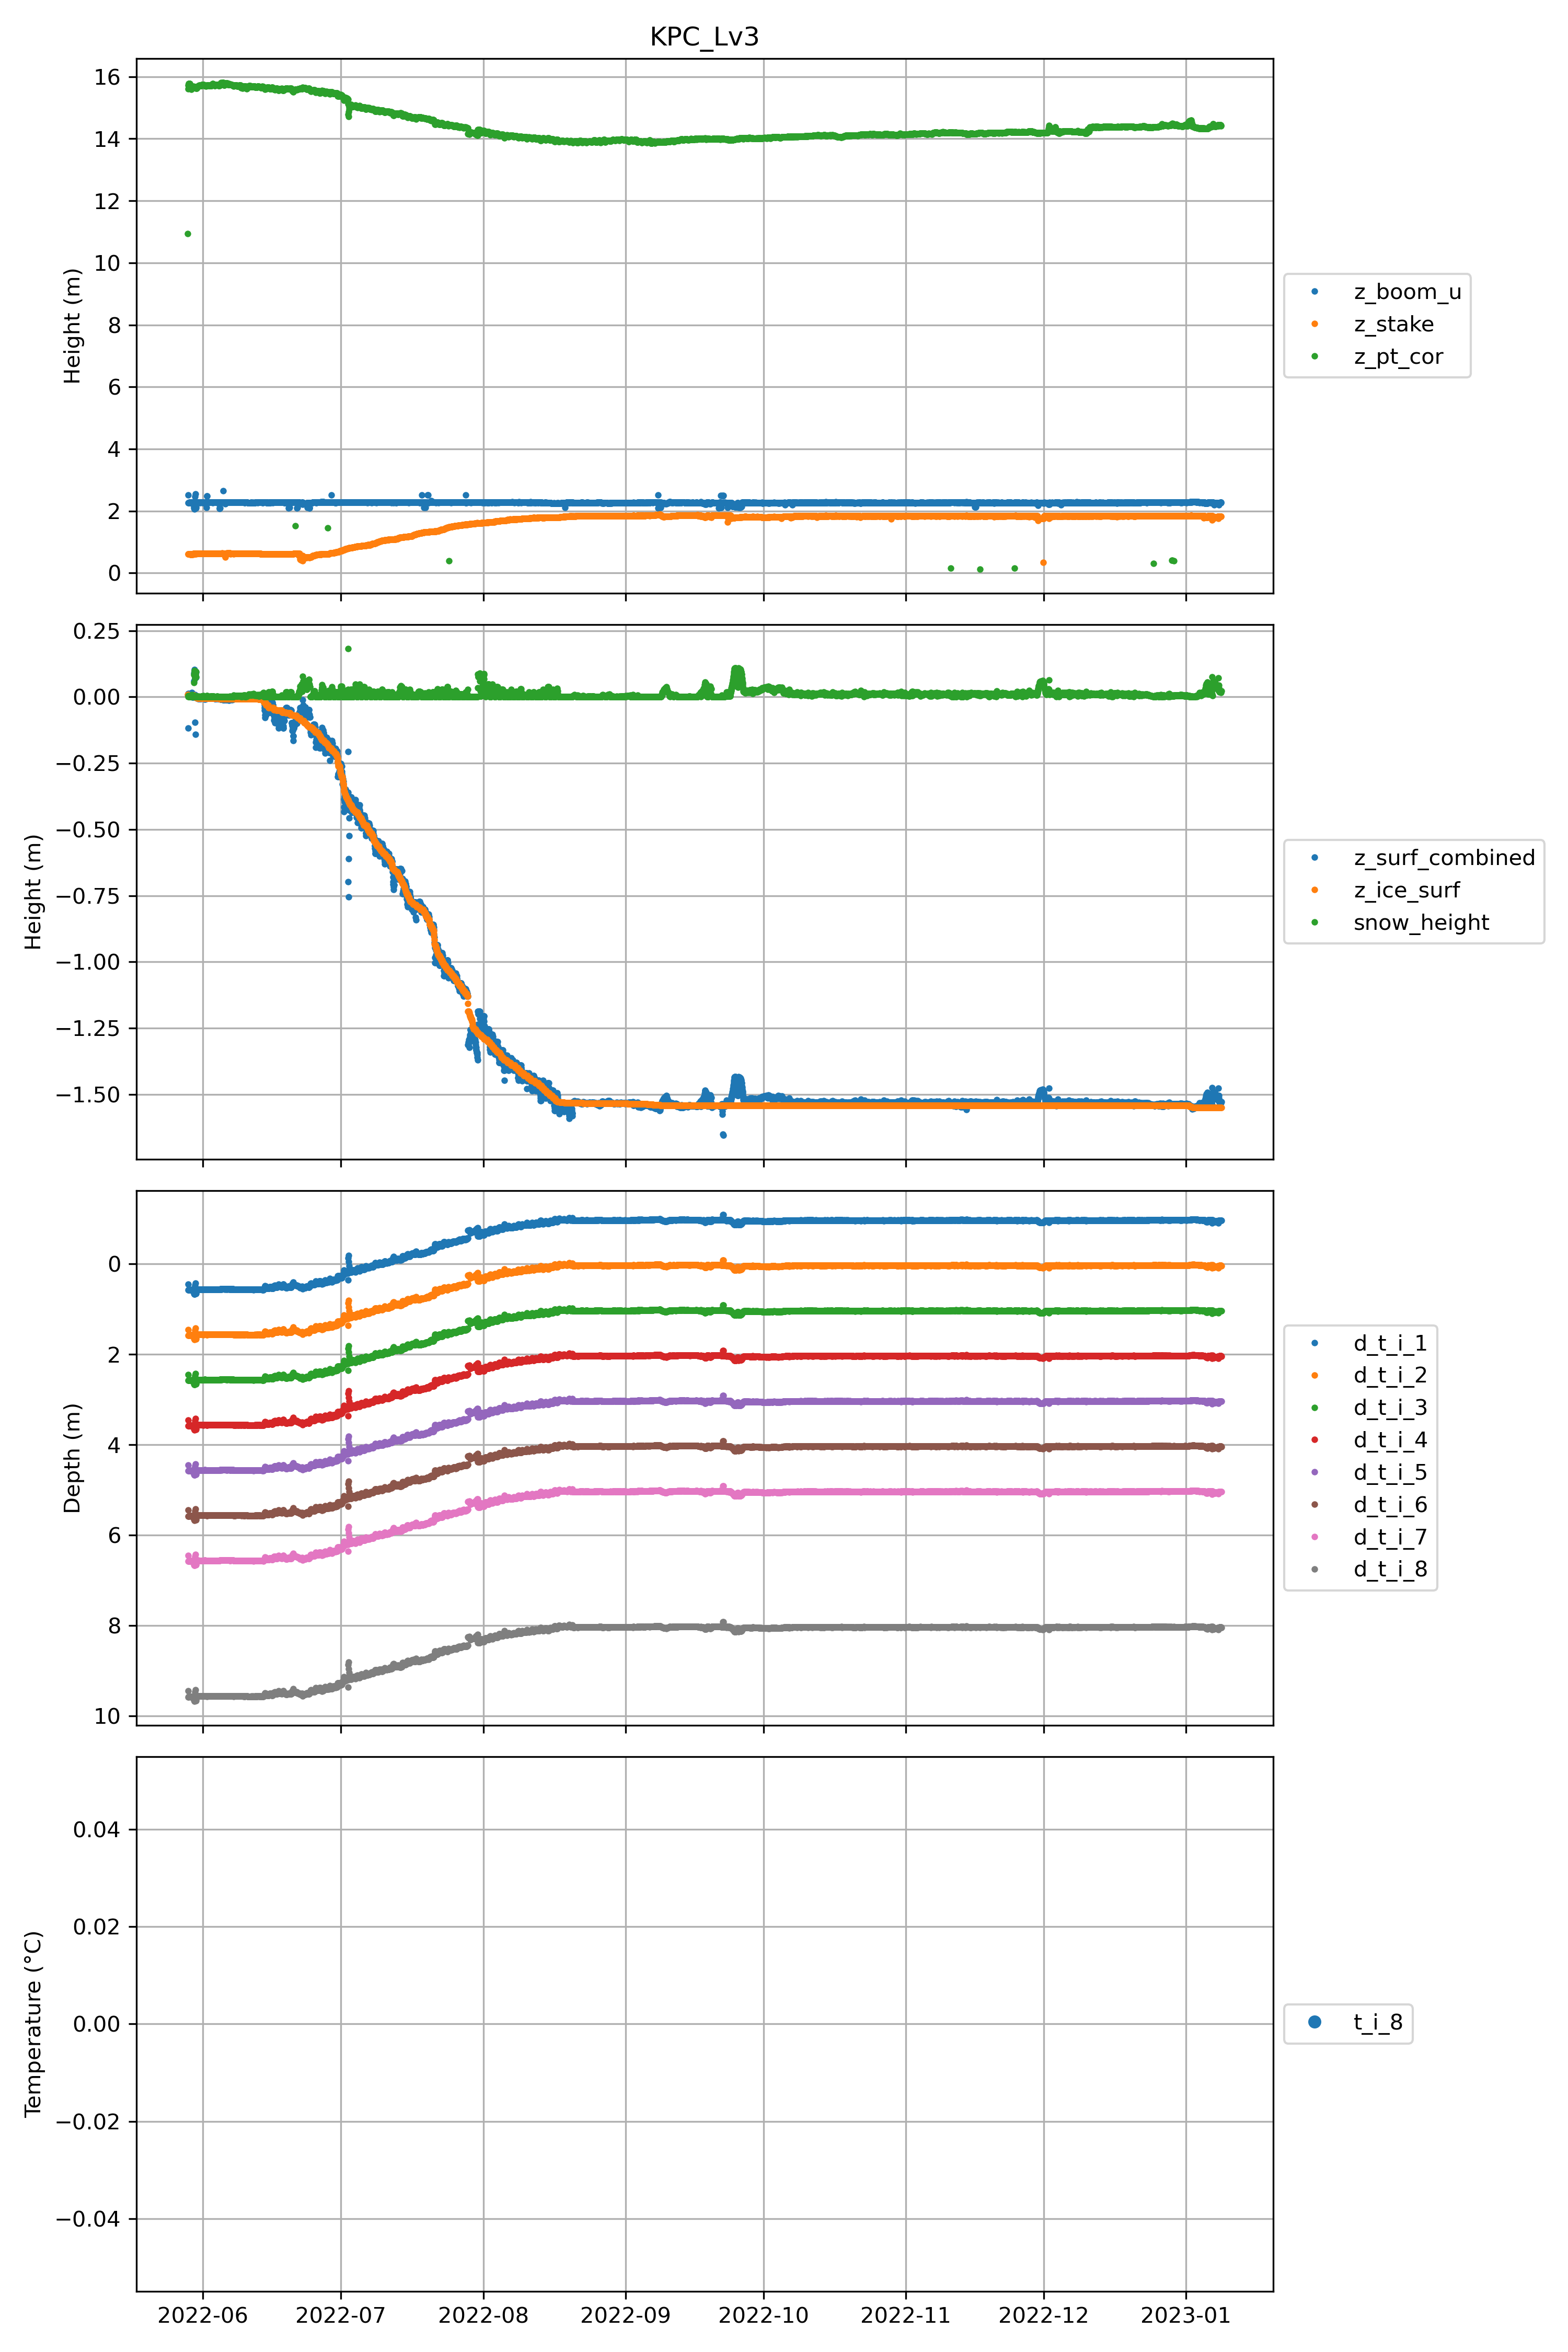 KPC_Lv3
16
14
12
10
8
6
4
2
0
Height (m)
z_boom_u
z_stake
z_pt_cor
0.25
0.00
−0.25
−0.50
−0.75
−1.00
−1.25
−1.50
Height (m)
z_surf_combined
z_ice_surf
snow_height
0
2
4
6
8
10
Depth (m)
d_t_i_1
d_t_i_2
d_t_i_3
d_t_i_4
d_t_i_5
d_t_i_6
d_t_i_7
d_t_i_8
0.04
0.02
0.00
−0.02
−0.04
Temperature (°C)
t_i_8
2022-06 2022-07 2022-08 2022-09 2022-10 2022-11 2022-12 2023-01